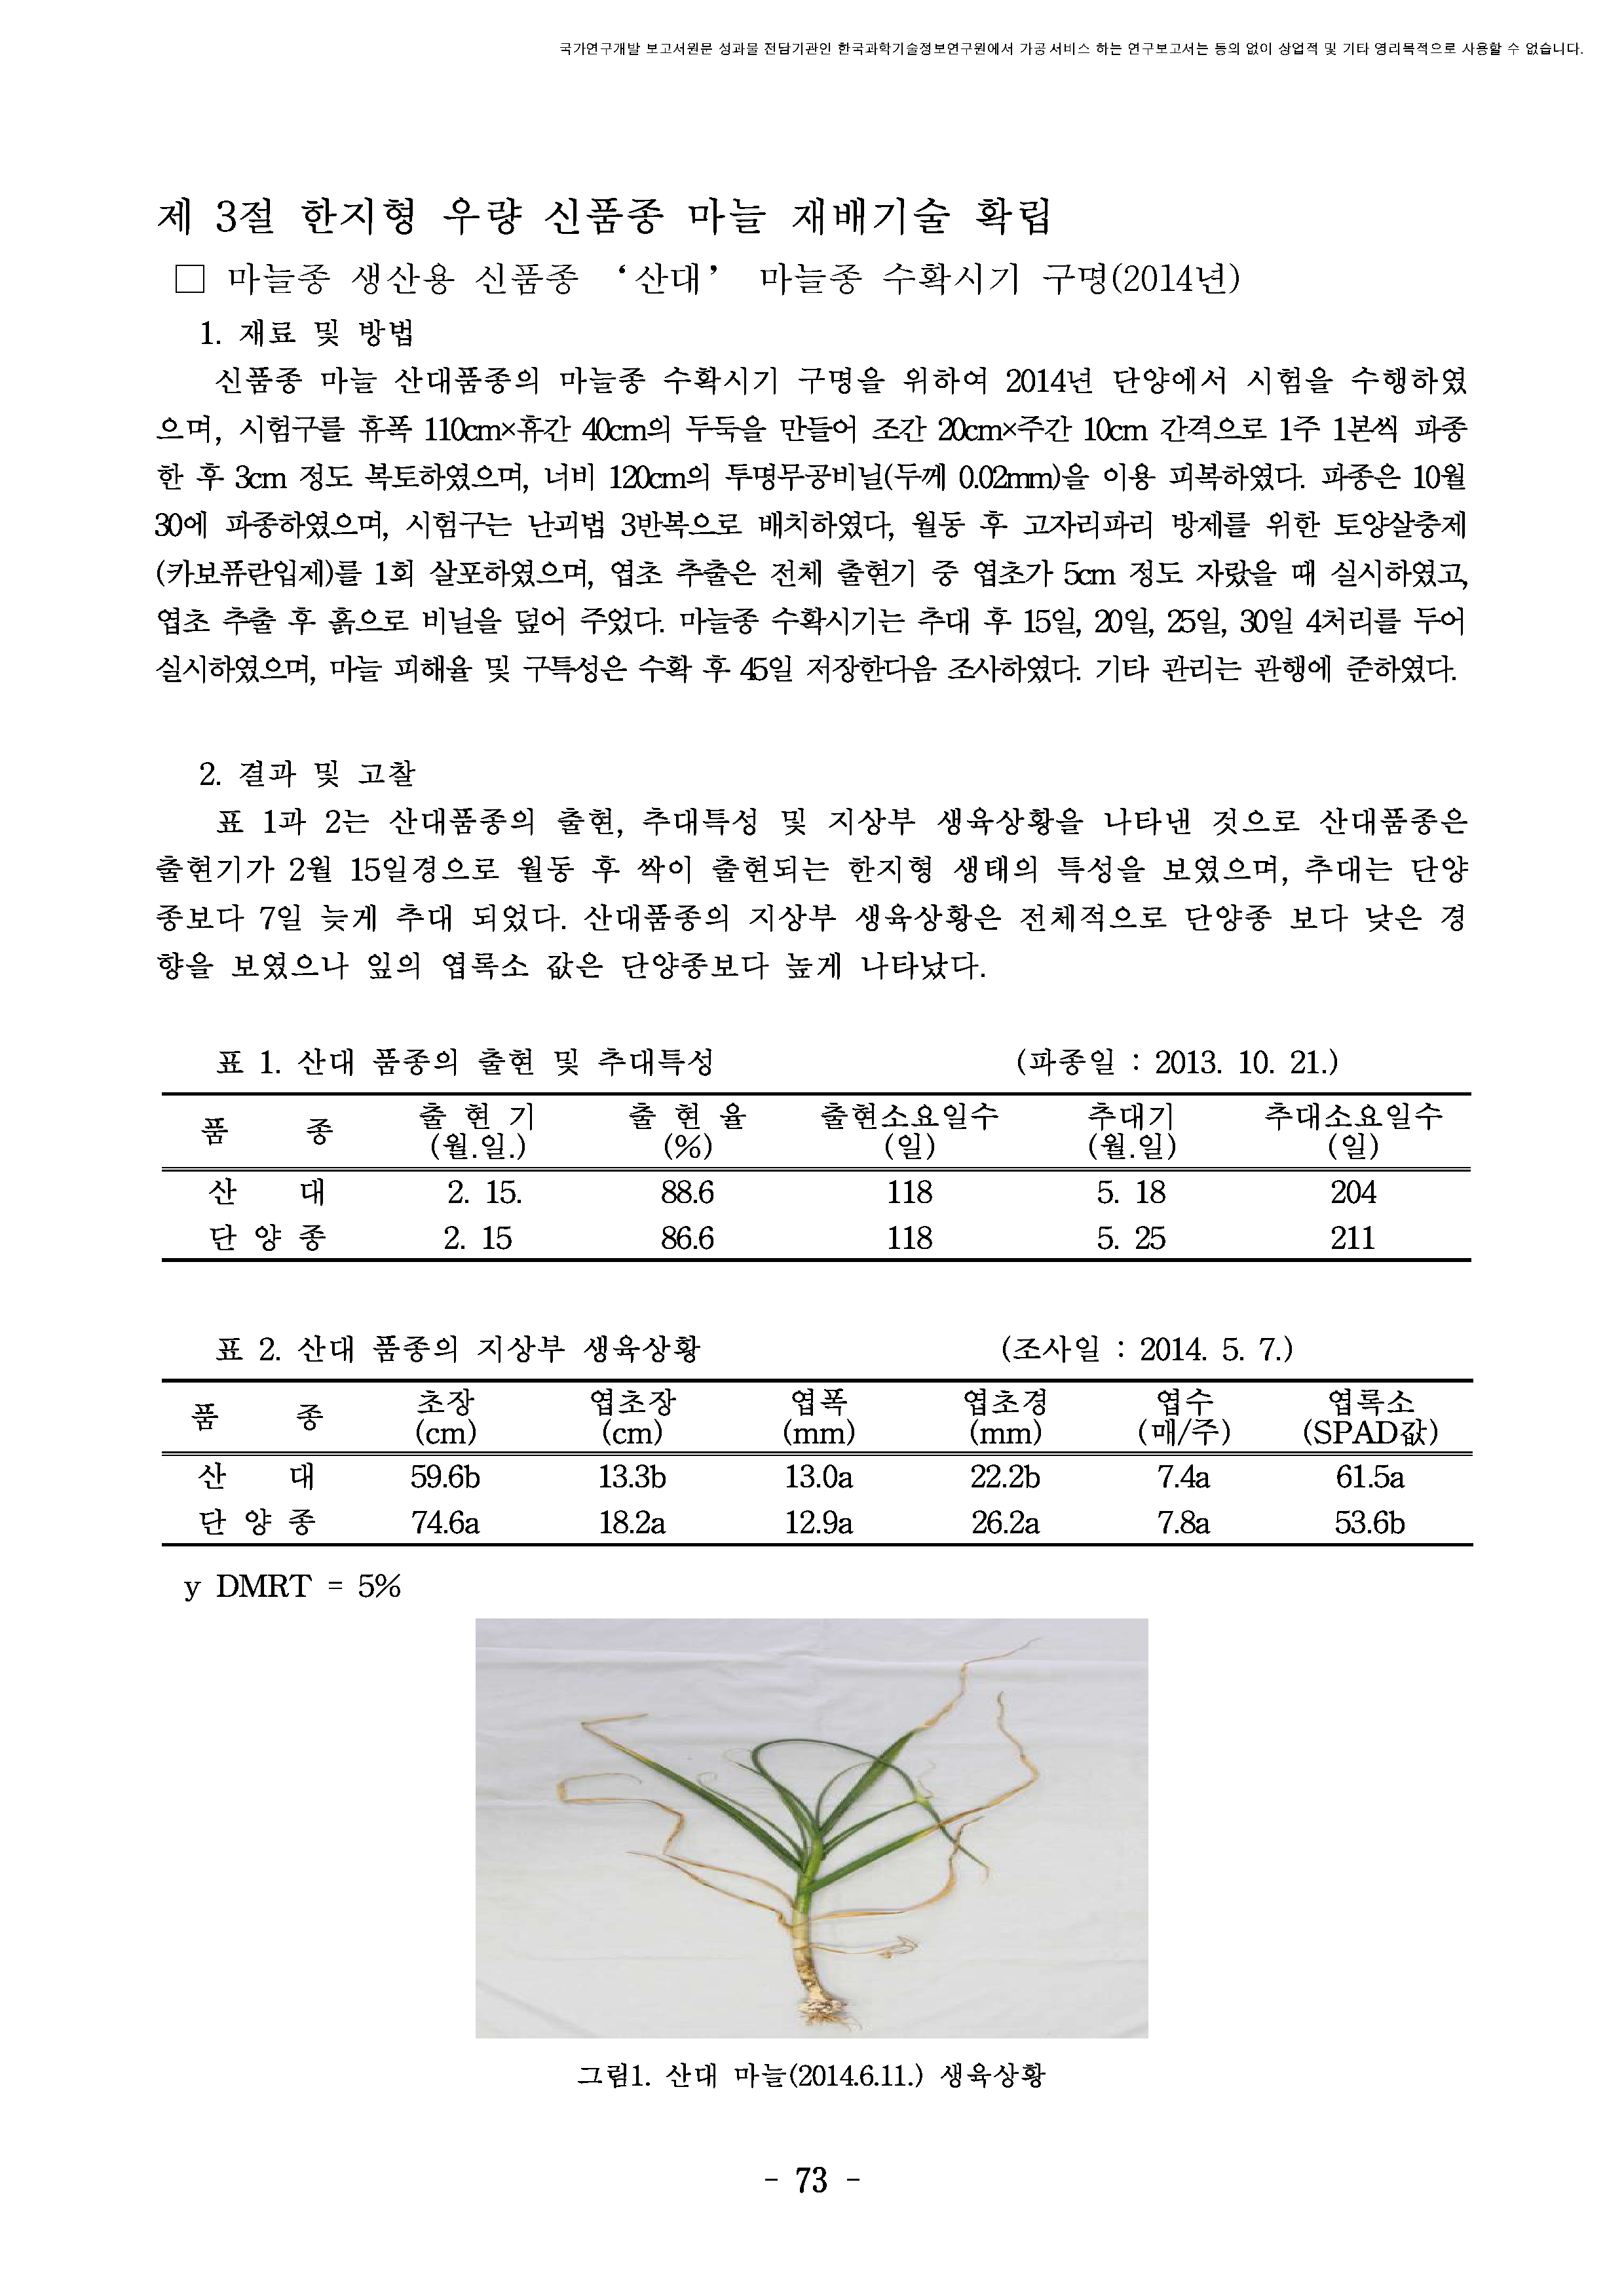 국가연구개발 보고서원문 성과물 전담기관인 한국과학기술정보연구원에서 가공·서비스 하는 연구보고서는 동의 없이 상업적 및 기타 영리목적으로 사용할 수 없습니다.
제 3절 한지형 우량 신품종 마늘 재배기술 확립
□ 마늘종 생산용 신품종 ‘산대’ 마늘종 수확시기 구명(2014년)
1. 재료 및 방법
신품종 마늘 산대품종의 마늘종 수확시기 구명을 위하여 2014년 단양에서 시험을 수행하였
으며, 시험구를 휴폭 110cm×휴간 40cm의 두둑을 만들어 조간 20cm×주간 10cm 간격으로 1주 1본씩 파종
한 후 3cm 정도 복토하였으며, 너비 120cm의 투명무공비닐(두께 0.02mm)을 이용 피복하였다. 파종은 10월
30에 파종하였으며, 시험구는 난괴법 3반복으로 배치하였다, 월동 후 고자리파리 방제를 위한 토양살충제
(카보퓨란입제)를 1회 살포하였으며, 엽초 추출은 전체 출현기 중 엽초가 5cm 정도 자랐을 때 실시하였고,
엽초 추출 후 흙으로 비닐을 덮어 주었다. 마늘종 수확시기는 추대 후 15일, 20일, 25일, 30일 4처리를 두어
실시하였으며, 마늘 피해율 및 구특성은 수확 후 45일 저장한다음 조사하였다. 기타 관리는 관행에 준하였다.
2. 결과 및 고찰
표 1과 2는 산대품종의 출현, 추대특성 및 지상부 생육상황을 나타낸 것으로 산대품종은
출현기가 2월 15일경으로 월동 후 싹이 출현되는 한지형 생태의 특성을 보였으며, 추대는 단양
종보다 7일 늦게 추대 되었다. 산대품종의 지상부 생육상황은 전체적으로 단양종 보다 낮은 경
향을 보였으나 잎의 엽록소 값은 단양종보다 높게 나타났다.
표 1. 산대 품종의 출현 및 추대특성 (파종일 : 2013. 10. 21.)
품 종 출 현 기 출 현 율 출현소요일수 추대기 추대소요일수
(월.일.) (%) (일) (월.일) (일)
산 대 2. 15. 88.6 118 5. 18 204
단 양 종 2. 15 86.6 118 5. 25 211
표 2. 산대 품종의 지상부 생육상황 (조사일 : 2014. 5. 7.)
품 종 초장 엽초장 엽폭 엽초경 엽수 엽록소
(cm) (cm) (mm) (mm) (매/주) (SPAD값)
산 대 59.6b 13.3b 13.0a 22.2b 7.4a 61.5a
단 양 종 74.6a 18.2a 12.9a 26.2a 7.8a 53.6b
y DMRT = 5%
그림1. 산대 마늘(2014.6.11.) 생육상황
- 73 -